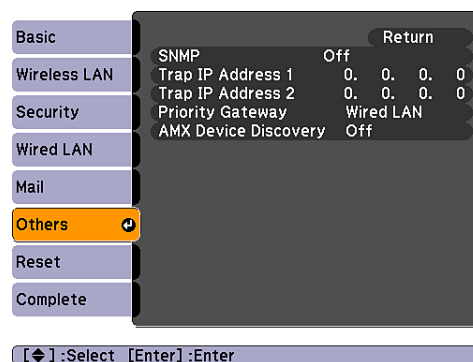 Basic
Wireless LAN
Security
Wired LAN
Mail
Others
Reset
Complete
Return
SNMP Off
Trap IP Address 1 0. 0. 0. 0
Trap IP Address 2 0. 0. 0. 0
Priority Gateway Wired LAN
AMX Device Discovery Off
[◆] :Select [Enter] :Enter